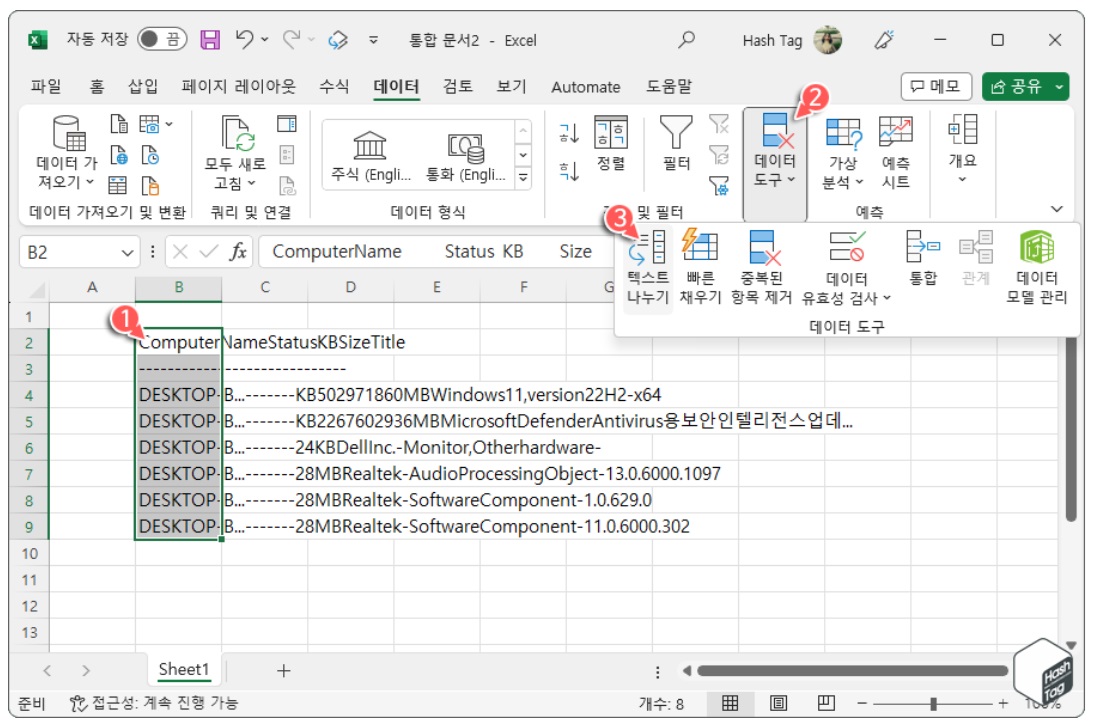 자동 저장 끔 통합 문서2 - Excel Hash Tag
파일 홈 삽입 페이지 레이아웃 수식 데이터 검토 보기 Automate 도움말 메모 공유
2
데이터 가
져오기
모두 새로
고침
주식 (Engli...
통화 (Engli...
정렬
필터
데이터
도구
가상
분석
예측
시트
개요
데이터 가져오기 및 변환 쿼리 및 연결 데이터 형식 및 필터 예측
3
B2 fx ComputerName Status KB Size
텍스트
나누기
빠른
채우기
중복된
항목 제거
데이터
유효성 검사
통합
관계
데이터
모델 관리
데이터 도구
A B C D E F G
1
1
2 ComputerNameStatusKBSizeTitle
3 ---------------------------------
4 DESKTOP-B...-------KB502971860MBWindows11,version22H2-x64
5 DESKTOP-B...-------KB2267602936MBMicrosoftDefenderAntivirus용보안인텔리전스업데...
6 DESKTOP-B...-------24KBDellInc.-Monitor,Otherhardware-
7 DESKTOP-B...-------28MBRealtek-AudioProcessingObject-13.0.6000.1097
8 DESKTOP-B...-------28MBRealtek-SoftwareComponent-1.0.629.0
9 DESKTOP-B...-------28MBRealtek-SoftwareComponent-11.0.6000.302
10
11
12
13
Sheet1
Hash
Tag
준비 접근성: 계속 진행 가능 개수: 8